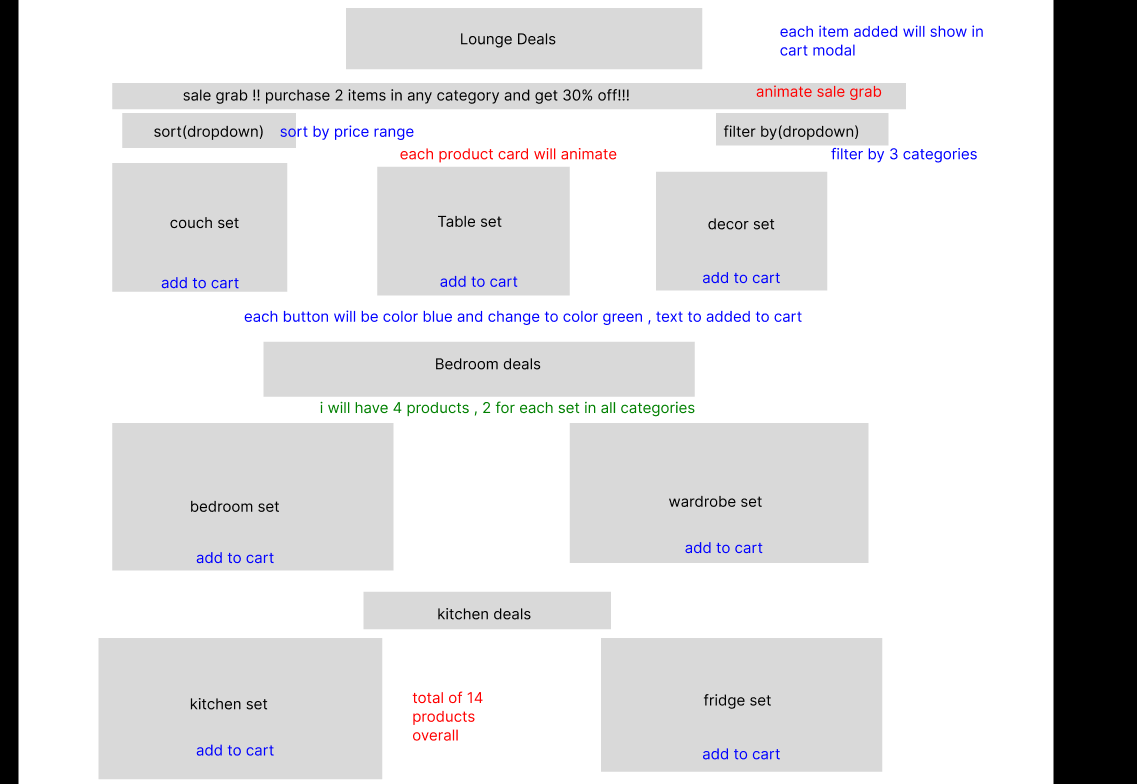 Lounge Deals
each item added will show in
cart modal
sale grab !! purchase 2 items in any category and get 30% off!!!
animate sale grab
sort(dropdown)
sort by price range
filter by(dropdown)
each product card will animate
filter by 3 categories
couch set
Table set
decor set
add to cart
add to cart
add to cart
each button will be color blue and change to color green , text to added to cart
Bedroom deals
i will have 4 products , 2 for each set in all categories
bedroom set
wardrobe set
add to cart
add to cart
kitchen deals
kitchen set
total of 14
products
overall
fridge set
add to cart
add to cart